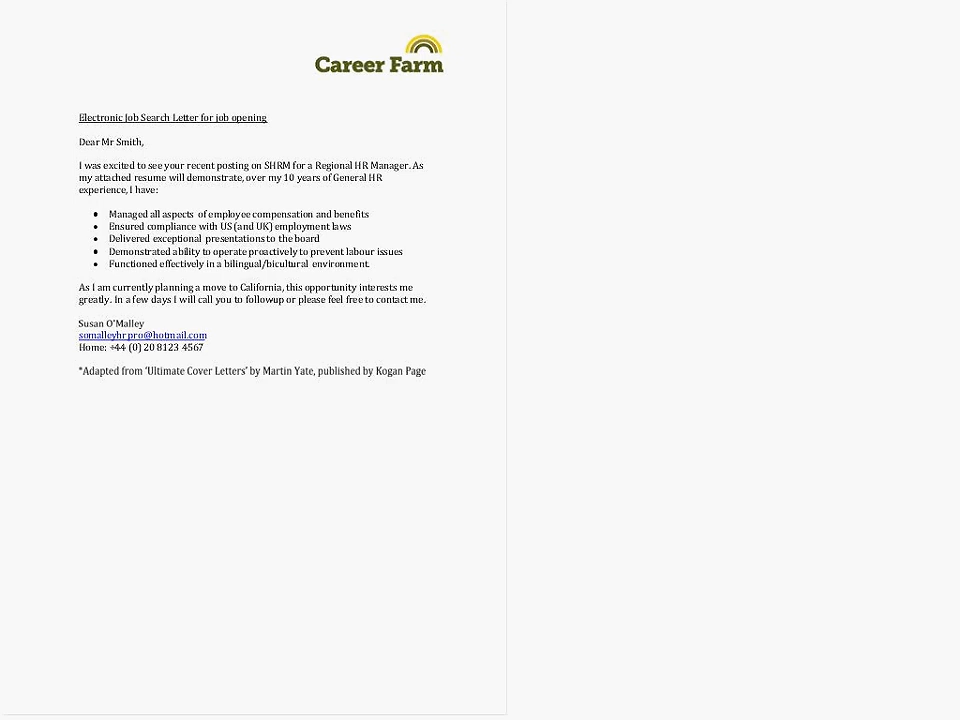 Career Farm
Electronic Job Search Letter for job opening
Dear Mr Smith,
I was excited to see your recent posting on SHRM for a Regional HR Manager. As
my attached resume will demonstrate, over my 10 years of General HR
experience, I have:
• Managed all aspects of employee compensation and benefits
• Ensured compliance with US (and UK) employment laws
• Delivered exceptional presentations to the board
• Demonstrated ability to operate proactively to prevent labour issues
• Functioned effectively in a bilingual/bicultural environment.
As I am currently planning a move to California, this opportunity interests me
greatly. In a few days I will call you to followup or please feel free to contact me.
Susan O'Malley
somalleyhrpro@hotmail.com
Home: +44 (0) 20 8123 4567
*Adapted from ‘Ultimate Cover Letters’ by Martin Yate, published by Kogan Page